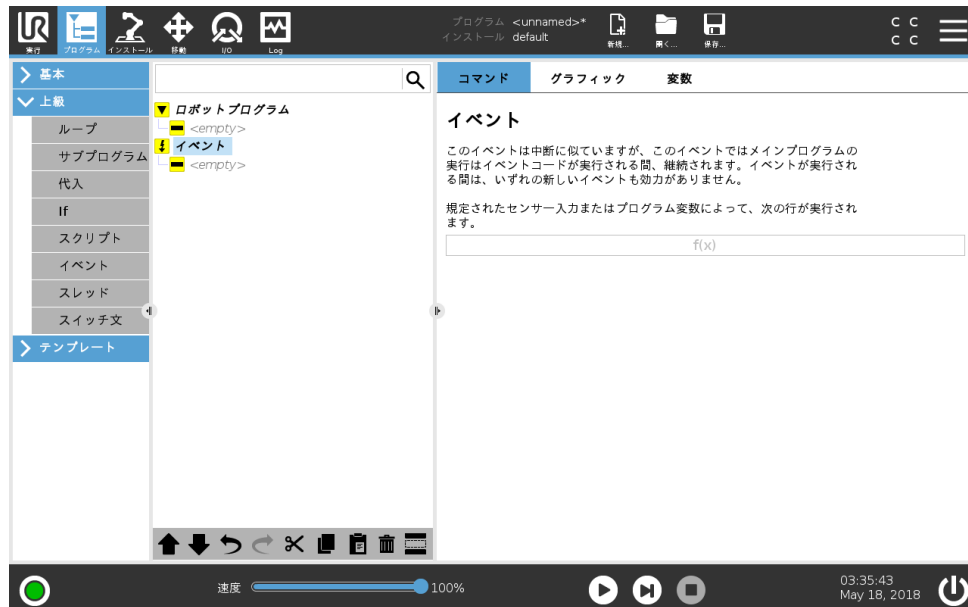 プログラム <unnamed>*
インストール default
C C
C C
実行
プログラム
インストール
移動
I/O
Log
新規...
開く...
保存...
基本
上級
ループ
サブプログラム
代入
If
スクリプト
イベント
スレッド
スイッチ文
テンプレート
ロボットプログラム
<empty>
イベント
<empty>
コマンド グラフィック 変数
イベント
このイベントは中断に似ていますが、このイベントではメインプログラムの
実行はイベントコードが実行される間、継続されます。イベントが実行され
る間は、いずれの新しいイベントも効力がありません。
規定されたセンサー入力またはプログラム変数によって、次の行が実行され
ます。
f(x)
速度 100%
03:35:43
May 18, 2018